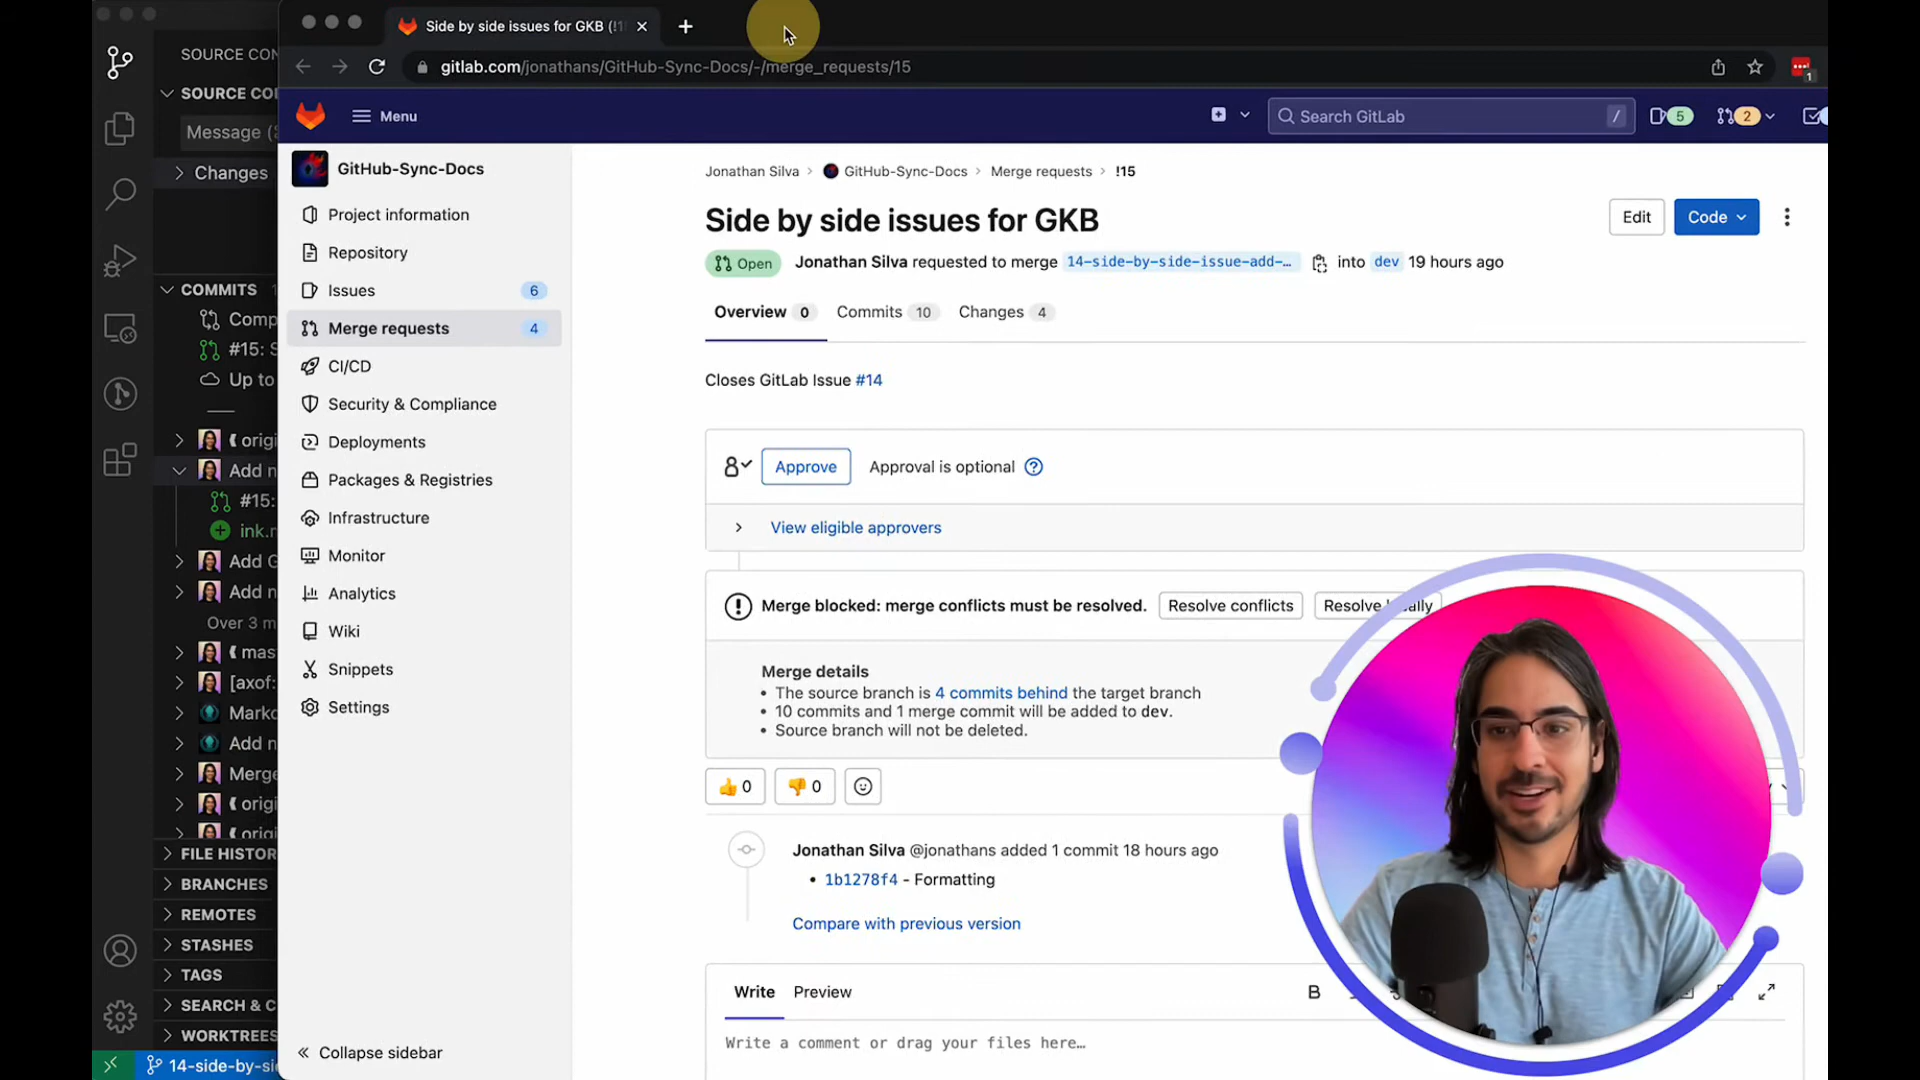 Side by side issues for GKB (!1
gitlab.com/jonathans/GitHub-Sync-Docs/-/merge_requests/15
1
SOURCE CON
SOURCE CON
Message (
Changes
COMMITS
Comp
#15: S
Up to
origi
Add n
#15:
ink.r
Add G
Add n
Over 3 m
mas
[axof:
Marko
Add n
Merge
origi
origi
FILE HISTOR
BRANCHES
REMOTES
STASHES
TAGS
SEARCH & C
WORKTREES
14-side-by-si
Menu
Search GitLab
/
5
2
GitHub-Sync-Docs
Project information
Repository
Issues 6
Merge requests 4
CI/CD
Security & Compliance
Deployments
Packages & Registries
Infrastructure
Monitor
Analytics
Wiki
Snippets
Settings
Collapse sidebar
Jonathan Silva › GitHub-Sync-Docs › Merge requests › !15
Side by side issues for GKB
Edit
Code
Open Jonathan Silva requested to merge 14-side-by-side-issue-add-… into dev 19 hours ago
Overview 0 Commits 10 Changes 4
Closes GitLab Issue #14
Approve Approval is optional
View eligible approvers
Merge blocked: merge conflicts must be resolved. Resolve conflicts Resolve
Merge details
• The source branch is 4 commits behind the target branch
• 10 commits and 1 merge commit will be added to dev.
• Source branch will not be deleted.
👍 0 👎 0
Jonathan Silva @jonathans added 1 commit 18 hours ago
• 1b1278f4 - Formatting
Compare with previous version
Write Preview
B
Write a comment or drag your files here…